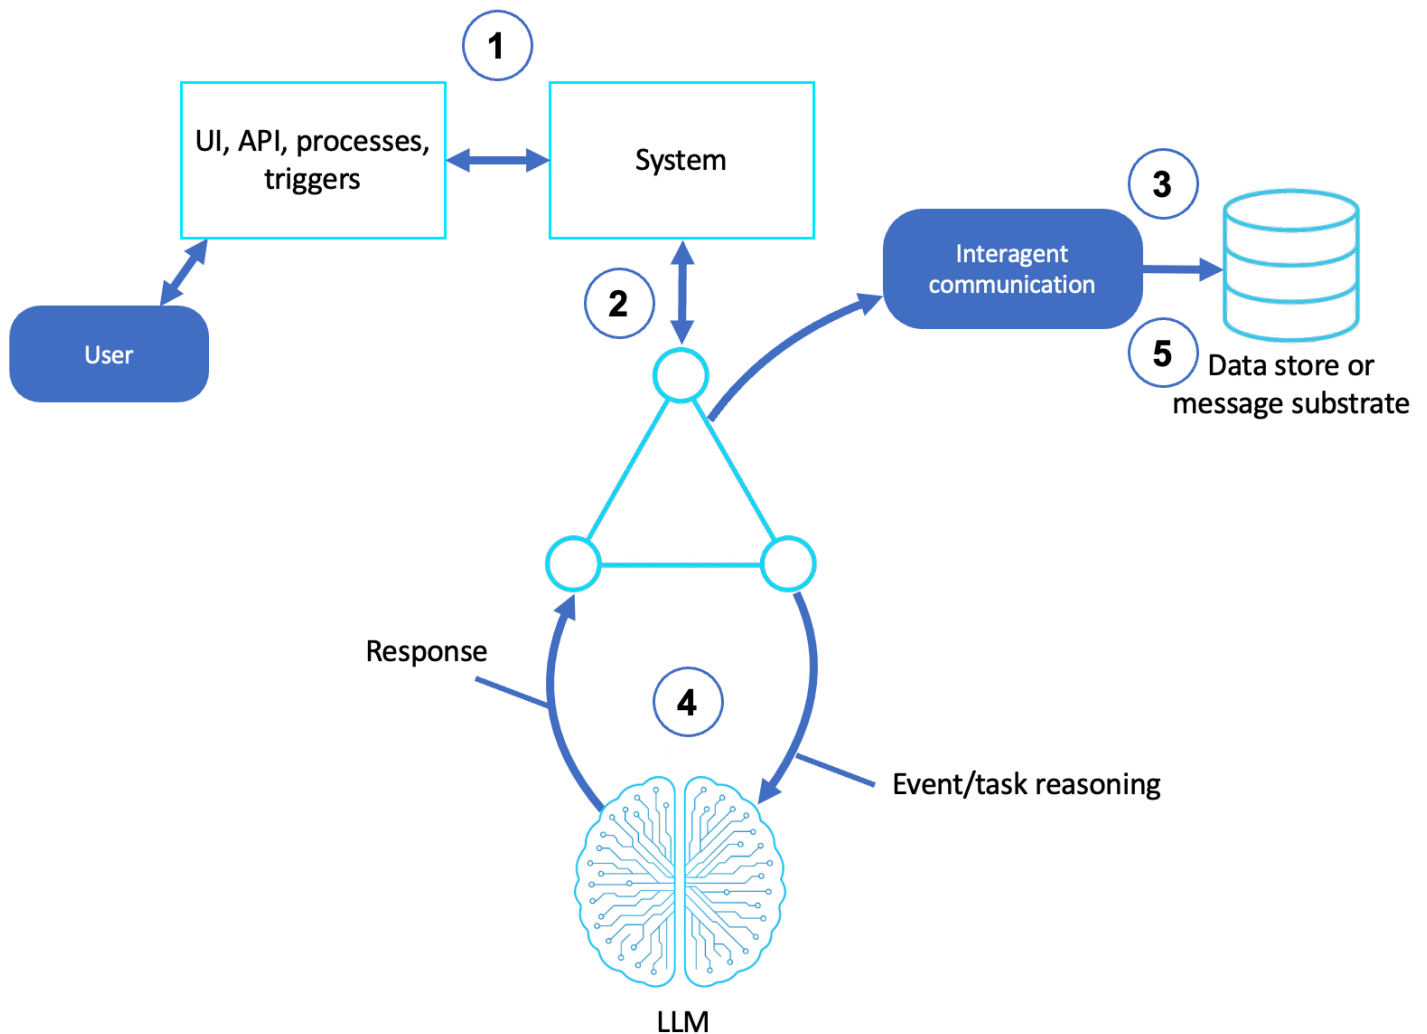 1
UI, API, processes,
triggers
System
3
Interagent
communication
2
User
5
Data store or
message substrate
Response
4
Event/task reasoning
LLM